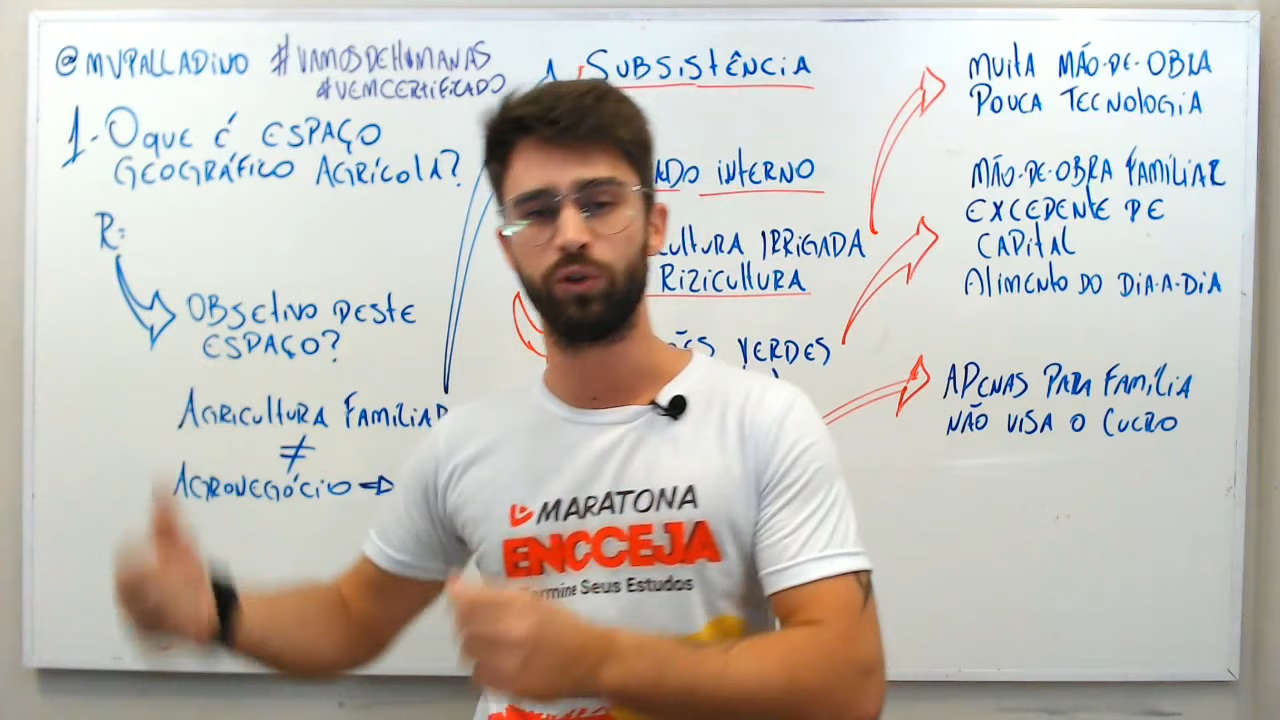 @MVPALLADINO #VAMOSDEHUMANAS
#VEMCERTIFICADO
1-O que é ESPAÇO
GEOGRÁFICO AGRÍCOLA?
R:
OBJETIVO DESTE
ESPAÇO?
AGRICULTURA FAMILIAR
≠
AGRONEGÓCIO
SUBSISTÊNCIA
INTERNO
IRRIGADA
RIZICULTURA
VERDES
MUITA MÃO-DE-OBRA
POUCA TECNOLOGIA
MÃO-DE-OBRA FAMILIAR
EXCEDENTE DE
CAPITAL
ALIMENTO DO DIA-A-DIA
APENAS PARA FAMÍLIA
NÃO VISA O LUCRO
MARATONA
ENCCEJA
Termine Seus Estudos